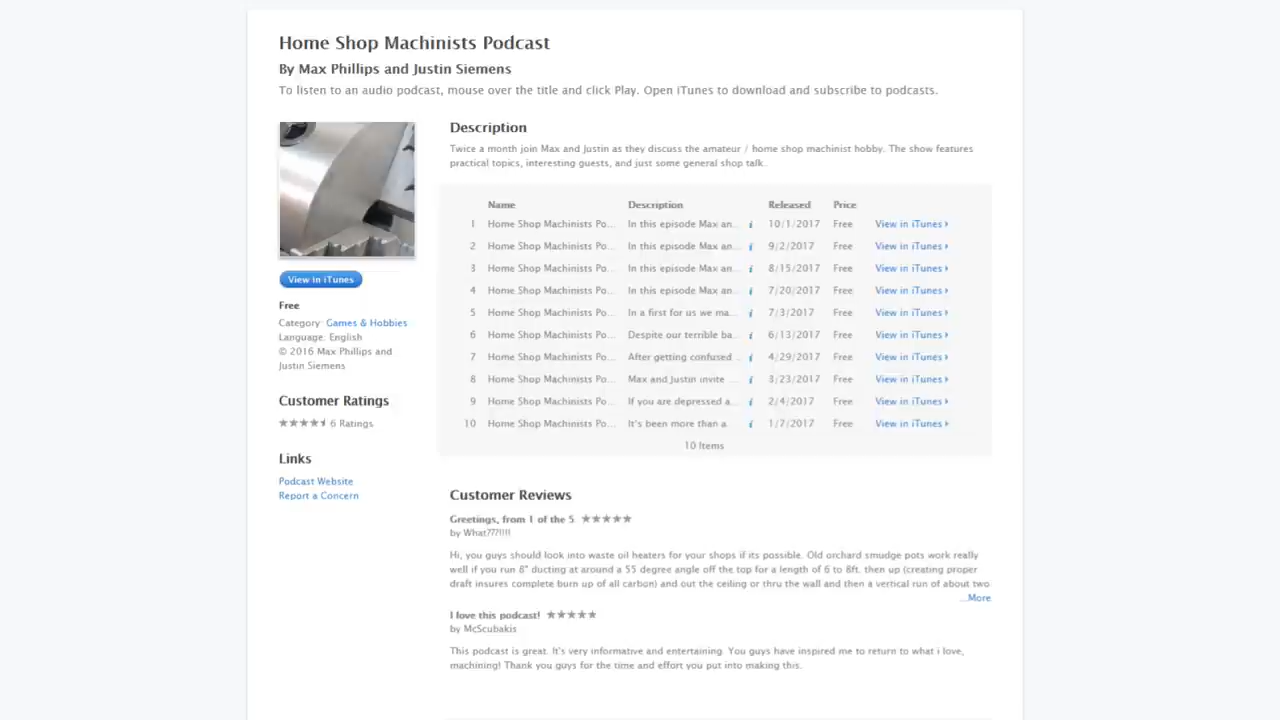 Home Shop Machinists Podcast
By Max Phillips and Justin Siemens
To listen to an audio podcast, mouse over the title and click Play. Open iTunes to download and subscribe to podcasts.
View in iTunes
Free
Category: Games & Hobbies
Language: English
© 2016 Max Phillips and
Justin Siemens
Customer Ratings
6 Ratings
Links
Podcast Website
Report a Concern
Description
Twice a month join Max and Justin as they discuss the amateur / home shop machinist hobby. The show features
practical topics, interesting guests, and just some general shop talk.
Name Description Released Price
1 Home Shop Machinists Po... In this episode Max an... i 10/1/2017 Free View in iTunes
2 Home Shop Machinists Po... In this episode Max an... i 9/2/2017 Free View in iTunes
3 Home Shop Machinists Po... In this episode Max an... i 8/15/2017 Free View in iTunes
4 Home Shop Machinists Po... In this episode Max an... i 7/20/2017 Free View in iTunes
5 Home Shop Machinists Po... In a first for us we ma... i 7/3/2017 Free View in iTunes
6 Home Shop Machinists Po... Despite our terrible ba... i 6/13/2017 Free View in iTunes
7 Home Shop Machinists Po... After getting confused ... i 4/29/2017 Free View in iTunes
8 Home Shop Machinists Po... Max and Justin invite ... i 3/23/2017 Free View in iTunes
9 Home Shop Machinists Po... If you are depressed a... i 2/4/2017 Free View in iTunes
10 Home Shop Machinists Po... It's been more than a i 1/7/2017 Free View in iTunes
10 Items
Customer Reviews
Greetings, from 1 of the 5 ★★★★★
by What???!!!!
Hi, you guys should look into waste oil heaters for your shops if its possible. Old orchard smudge pots work really
well if you run 8" ducting at around a 55 degree angle off the top for a length of 6 to 8ft. then up (creating proper
draft insures complete burn up of all carbon) and out the ceiling or thru the wall and then a vertical run of about two
...More
I love this podcast! ★★★★★
by McScubakis
This podcast is great. It's very informative and entertaining. You guys have inspired me to return to what i love,
machining! Thank you guys for the time and effort you put into making this.